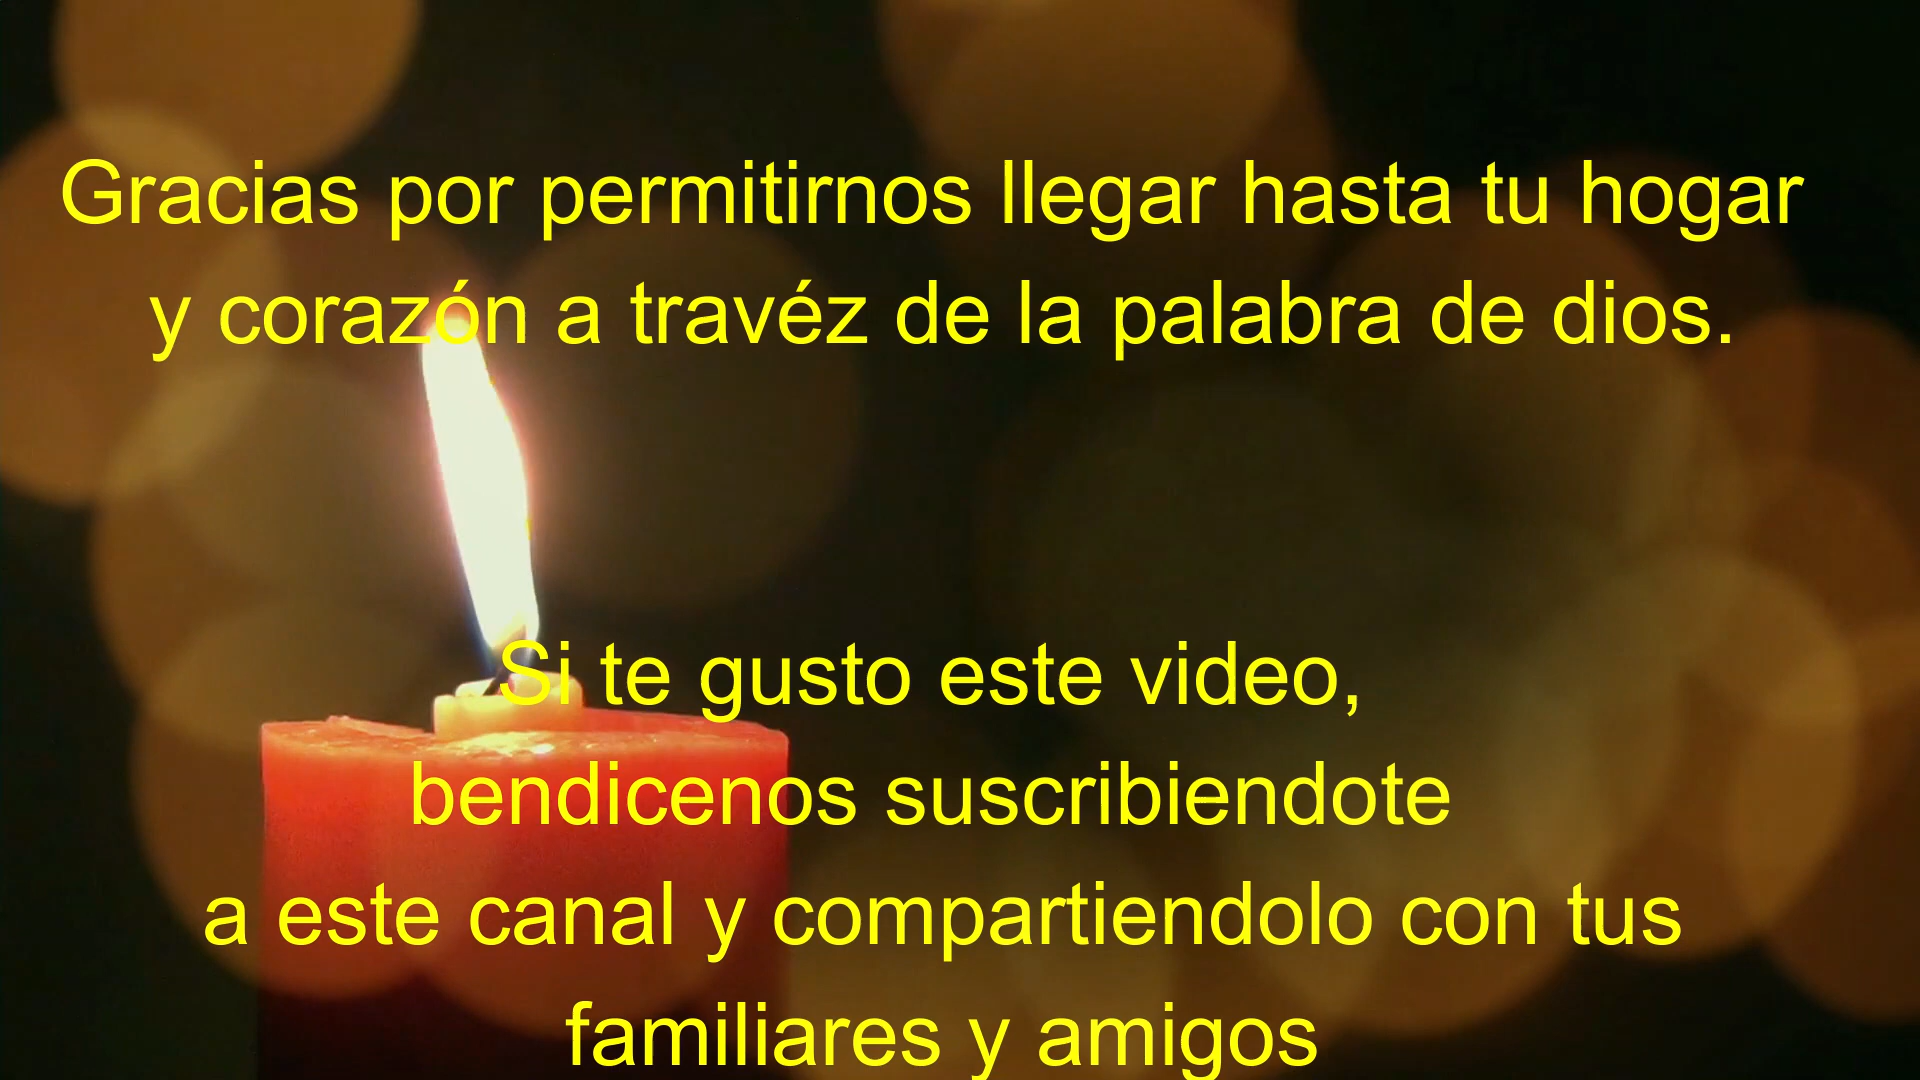 Gracias por permitirnos llegar hasta tu hogar
y corazón a travéz de la palabra de dios.
Si te gusto este video,
bendicenos suscribiendote
a este canal y compartiendolo con tus
familiares y amigos